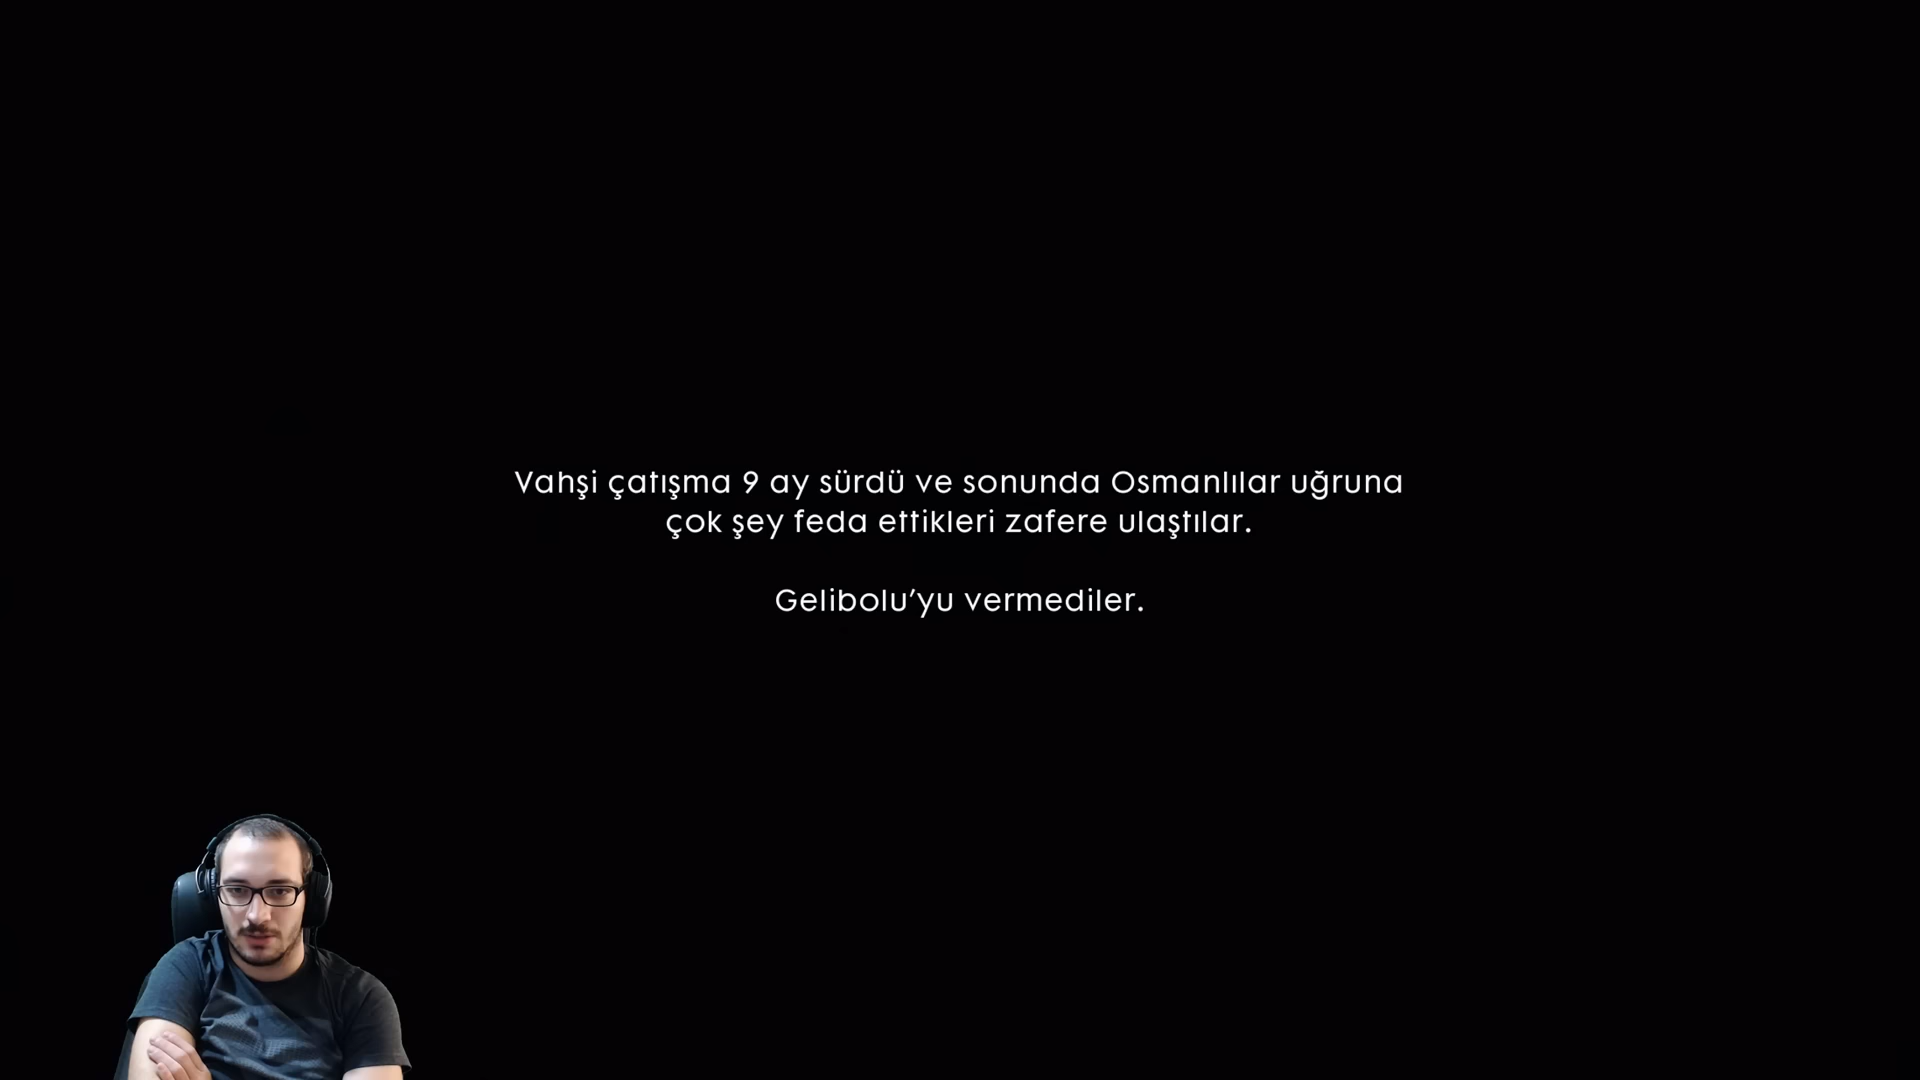 Vahşi çatışma 9 ay sürdü ve sonunda Osmanlılar uğruna
çok şey feda ettikleri zafere ulaştılar.
Gelibolu’yu vermediler.